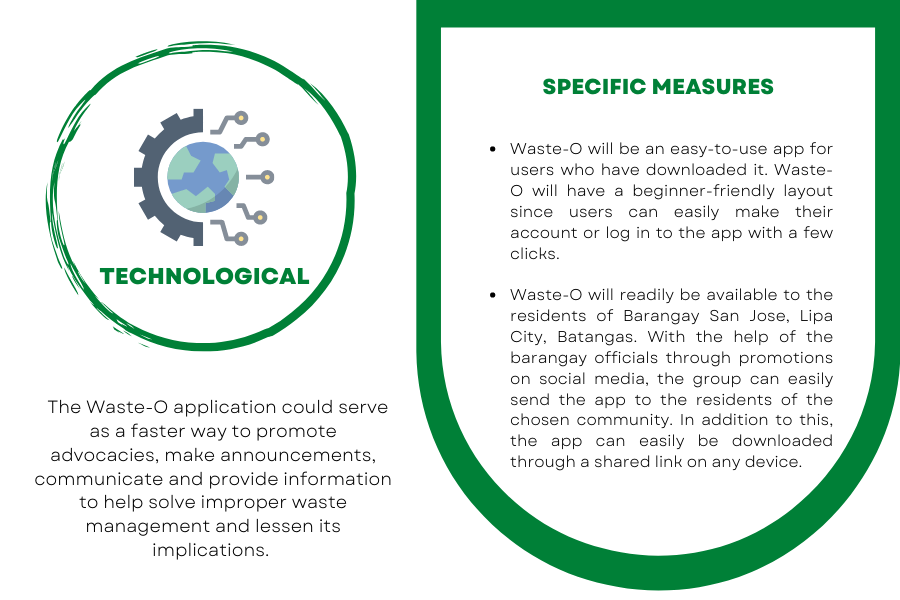 TECHNOLOGICAL
The Waste-O application could serve
as a faster way to promote
advocacies, make announcements,
communicate and provide information
to help solve improper waste
management and lessen its
implications.
SPECIFIC MEASURES
• Waste-O will be an easy-to-use app for
users who have downloaded it. Waste-
O will have a beginner-friendly layout
since users can easily make their
account or log in to the app with a few
clicks.
• Waste-O will readily be available to the
residents of Barangay San Jose, Lipa
City, Batangas. With the help of the
barangay officials through promotions
on social media, the group can easily
send the app to the residents of the
chosen community. In addition to this,
the app can easily be downloaded
through a shared link on any device.